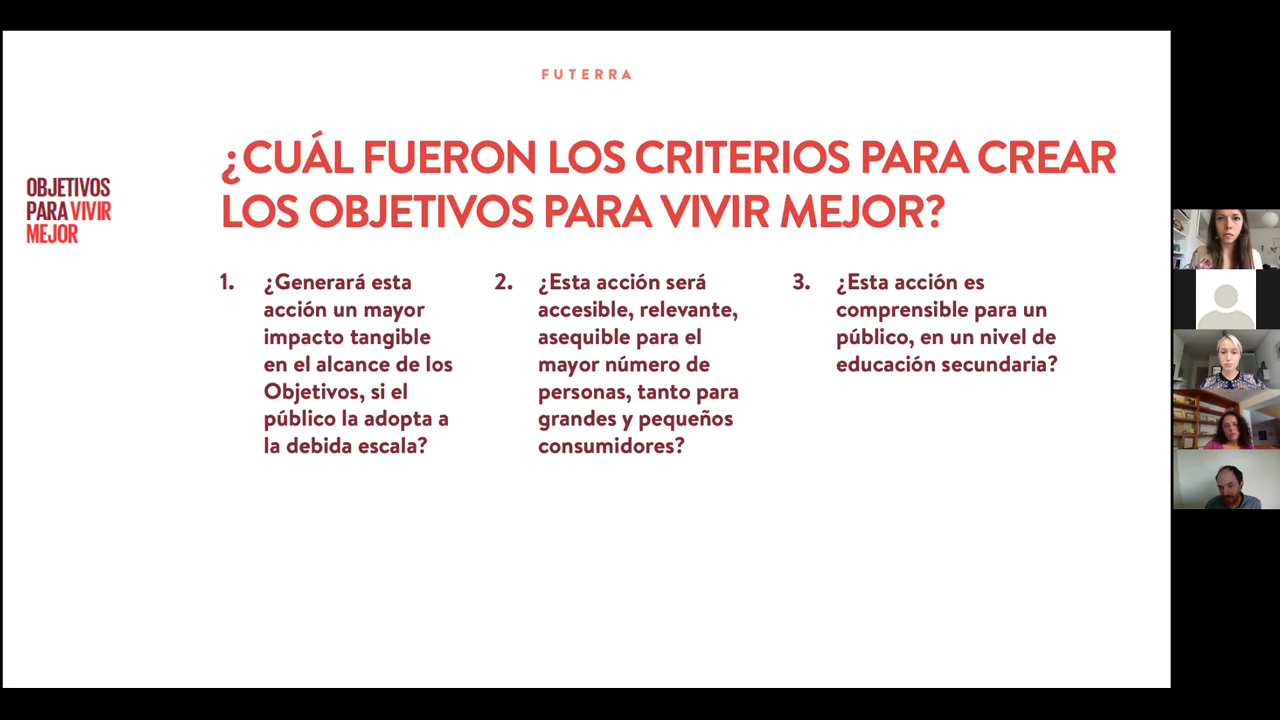 FUTERRA
OBJETIVOS
PARA VIVIR
MEJOR
¿CUÁL FUERON LOS CRITERIOS PARA CREAR
LOS OBJETIVOS PARA VIVIR MEJOR?
1. ¿Generará esta
acción un mayor
impacto tangible
en el alcance de los
Objetivos, si el
público la adopta a
la debida escala?
2. ¿Esta acción será
accesible, relevante,
asequible para el
mayor número de
personas, tanto para
grandes y pequeños
consumidores?
3. ¿Esta acción es
comprensible para un
público, en un nivel de
educación secundaria?